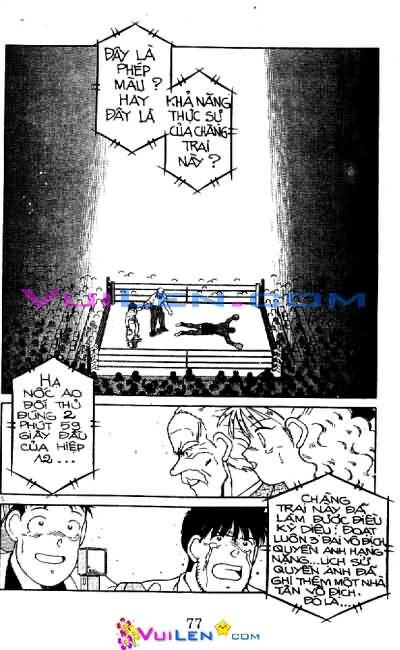 ĐÂY LÀ
PHÉP
MÀU ?
HAY
ĐÂY LÀ
KHẢ NĂNG
THỰC SỰ
CỦA CHÀNG
TRAI
NÀY ?
VUILEN.COM
HẠ
NỐC AO
ĐỐI THỦ
ĐÚNG 2
PHÚT 59
GIÂY ĐẦU
CỦA HIỆP
12...
CHÀNG
TRAI NÀY ĐÃ
LÀM ĐƯỢC ĐIỀU
KỲ DIỆU : ĐOẠT
LUÔN 3 ĐAI VÔ ĐỊCH
QUYỀN ANH HẠNG
NẶNG...LỊCH SỬ
QUYỀN ANH ĐÃ
GHI THÊM MỘT NHÀ
TÂN VÔ ĐỊCH.
ĐÓ LÀ....
77
VUILEN.COM